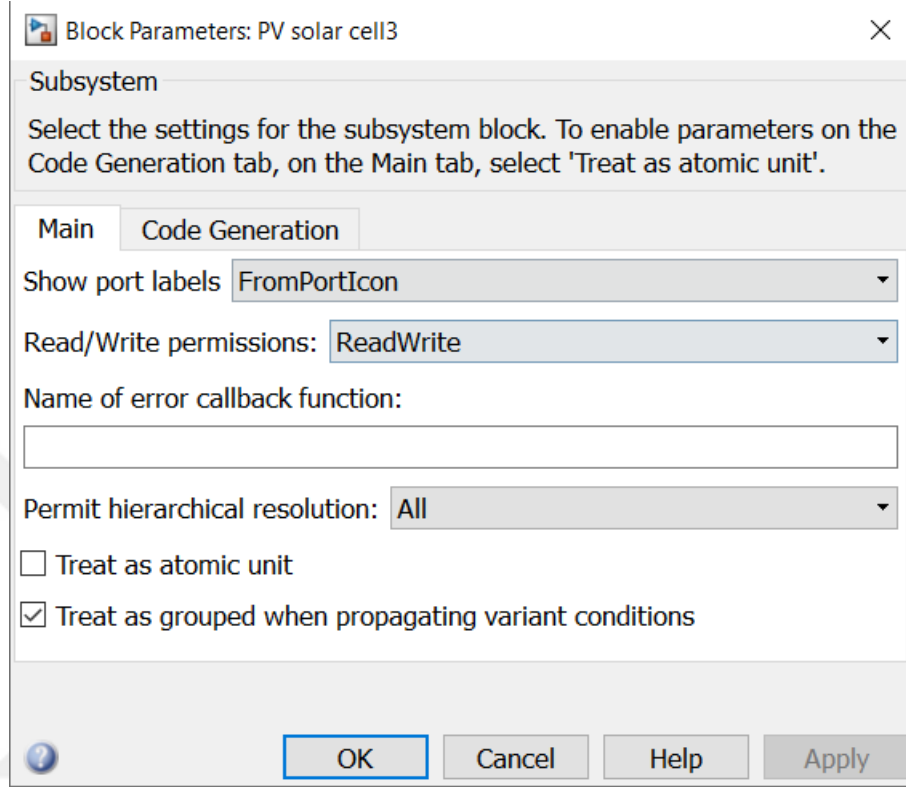 Block Parameters: PV solar cell3
Subsystem
Select the settings for the subsystem block. To enable parameters on the
Code Generation tab, on the Main tab, select 'Treat as atomic unit'.
Main Code Generation
Show port labels FromPortIcon
Read/Write permissions: ReadWrite
Name of error callback function:
Permit hierarchical resolution: All
Treat as atomic unit
Treat as grouped when propagating variant conditions
OK Cancel Help Apply